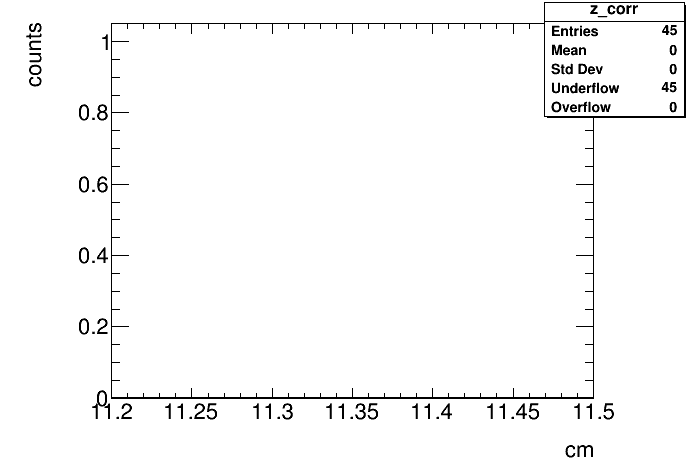 z_corr
Entries 45
Mean 0
Std Dev 0
Underflow 45
Overflow 0
counts
1
0.8
0.6
0.4
0.2
0
11.2 11.25 11.3 11.35 11.4 11.45 11.5
cm